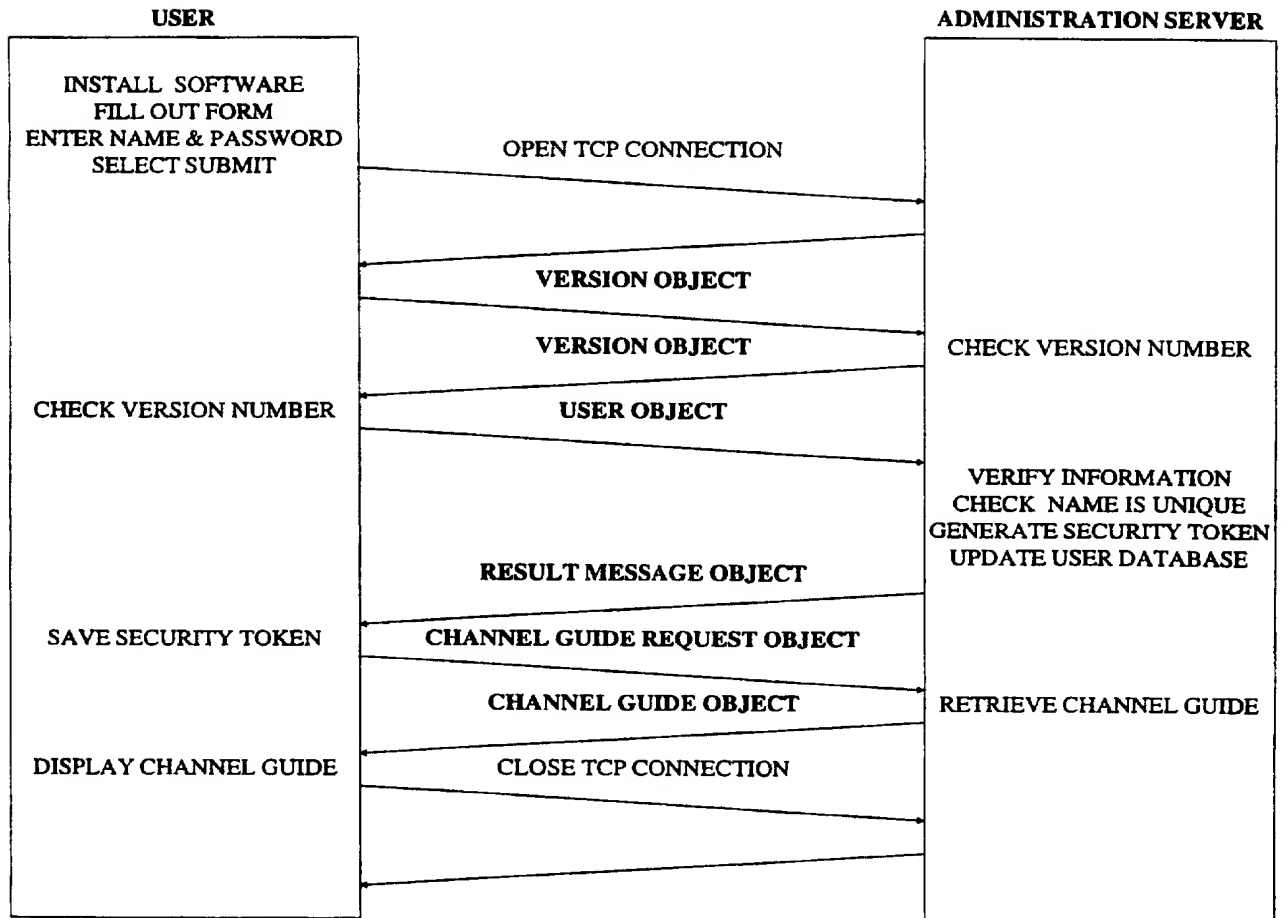 USER
ADMINISTRATION SERVER
INSTALL SOFTWARE
FILL OUT FORM
ENTER NAME & PASSWORD
SELECT SUBMIT
OPEN TCP CONNECTION
VERSION OBJECT
VERSION OBJECT
CHECK VERSION NUMBER
CHECK VERSION NUMBER
USER OBJECT
VERIFY INFORMATION
CHECK NAME IS UNIQUE
GENERATE SECURITY TOKEN
UPDATE USER DATABASE
RESULT MESSAGE OBJECT
SAVE SECURITY TOKEN
CHANNEL GUIDE REQUEST OBJECT
CHANNEL GUIDE OBJECT
RETRIEVE CHANNEL GUIDE
DISPLAY CHANNEL GUIDE
CLOSE TCP CONNECTION